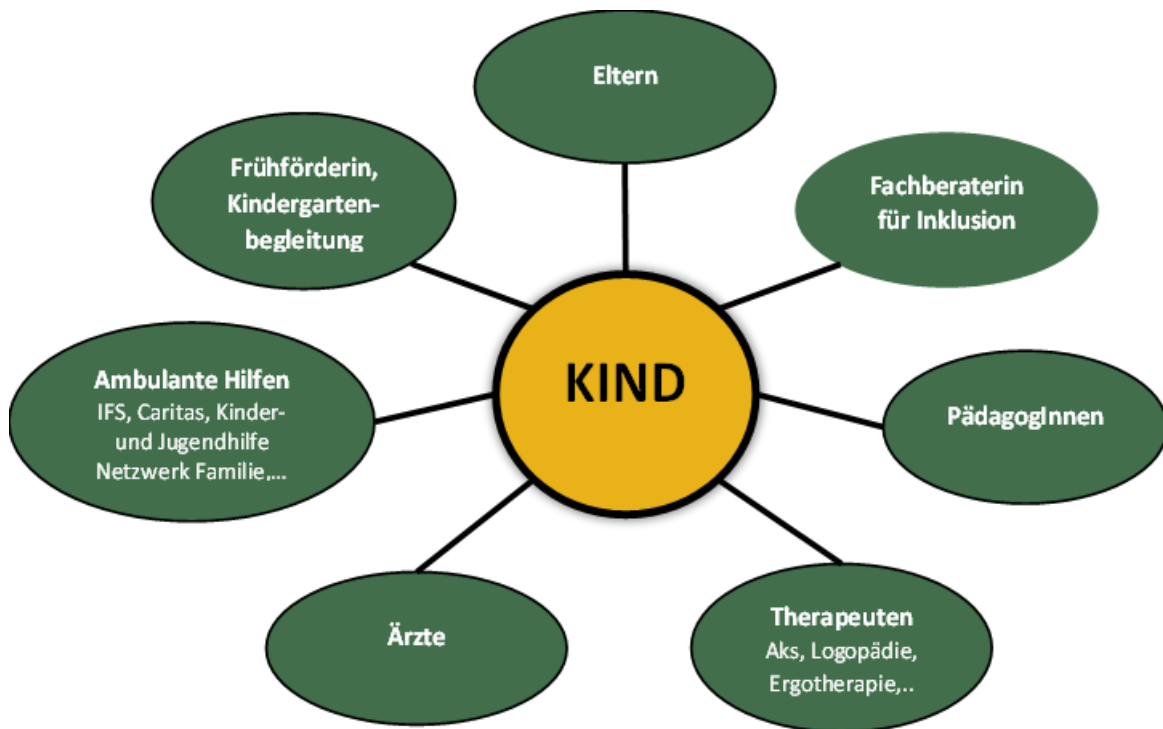 Eltern
Frühförderin,
Kindergarten-
begleitung
Fachberaterin
für Inklusion
KIND
Ambulante Hilfen
IFS, Caritas, Kinder-
und Jugendhilfe
Netzwerk Familie,...
PädagogInnen
Ärzte
Therapeuten
Aks, Logopädie,
Ergotherapie,..